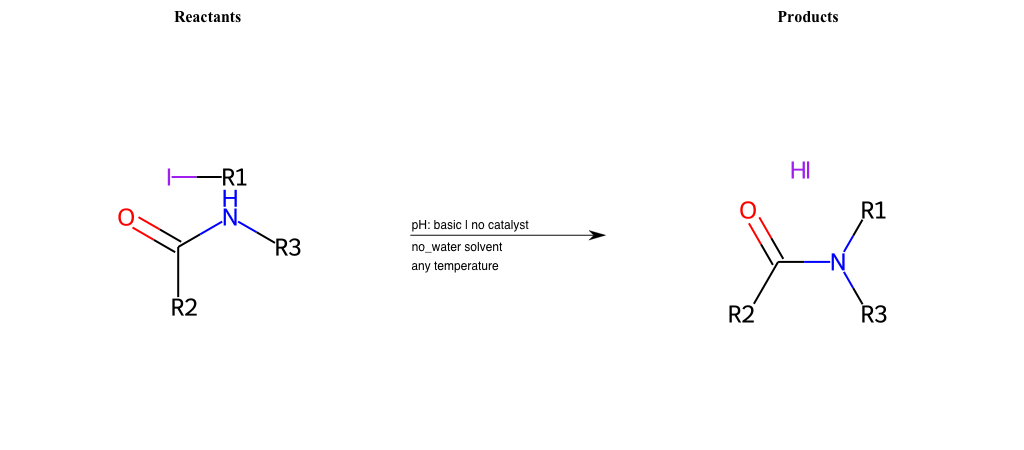 Reactants
Products
I R1
H
O N R3
R2
pH: basic | no catalyst
no_water solvent
any temperature
HI
O R1
N
R2 R3